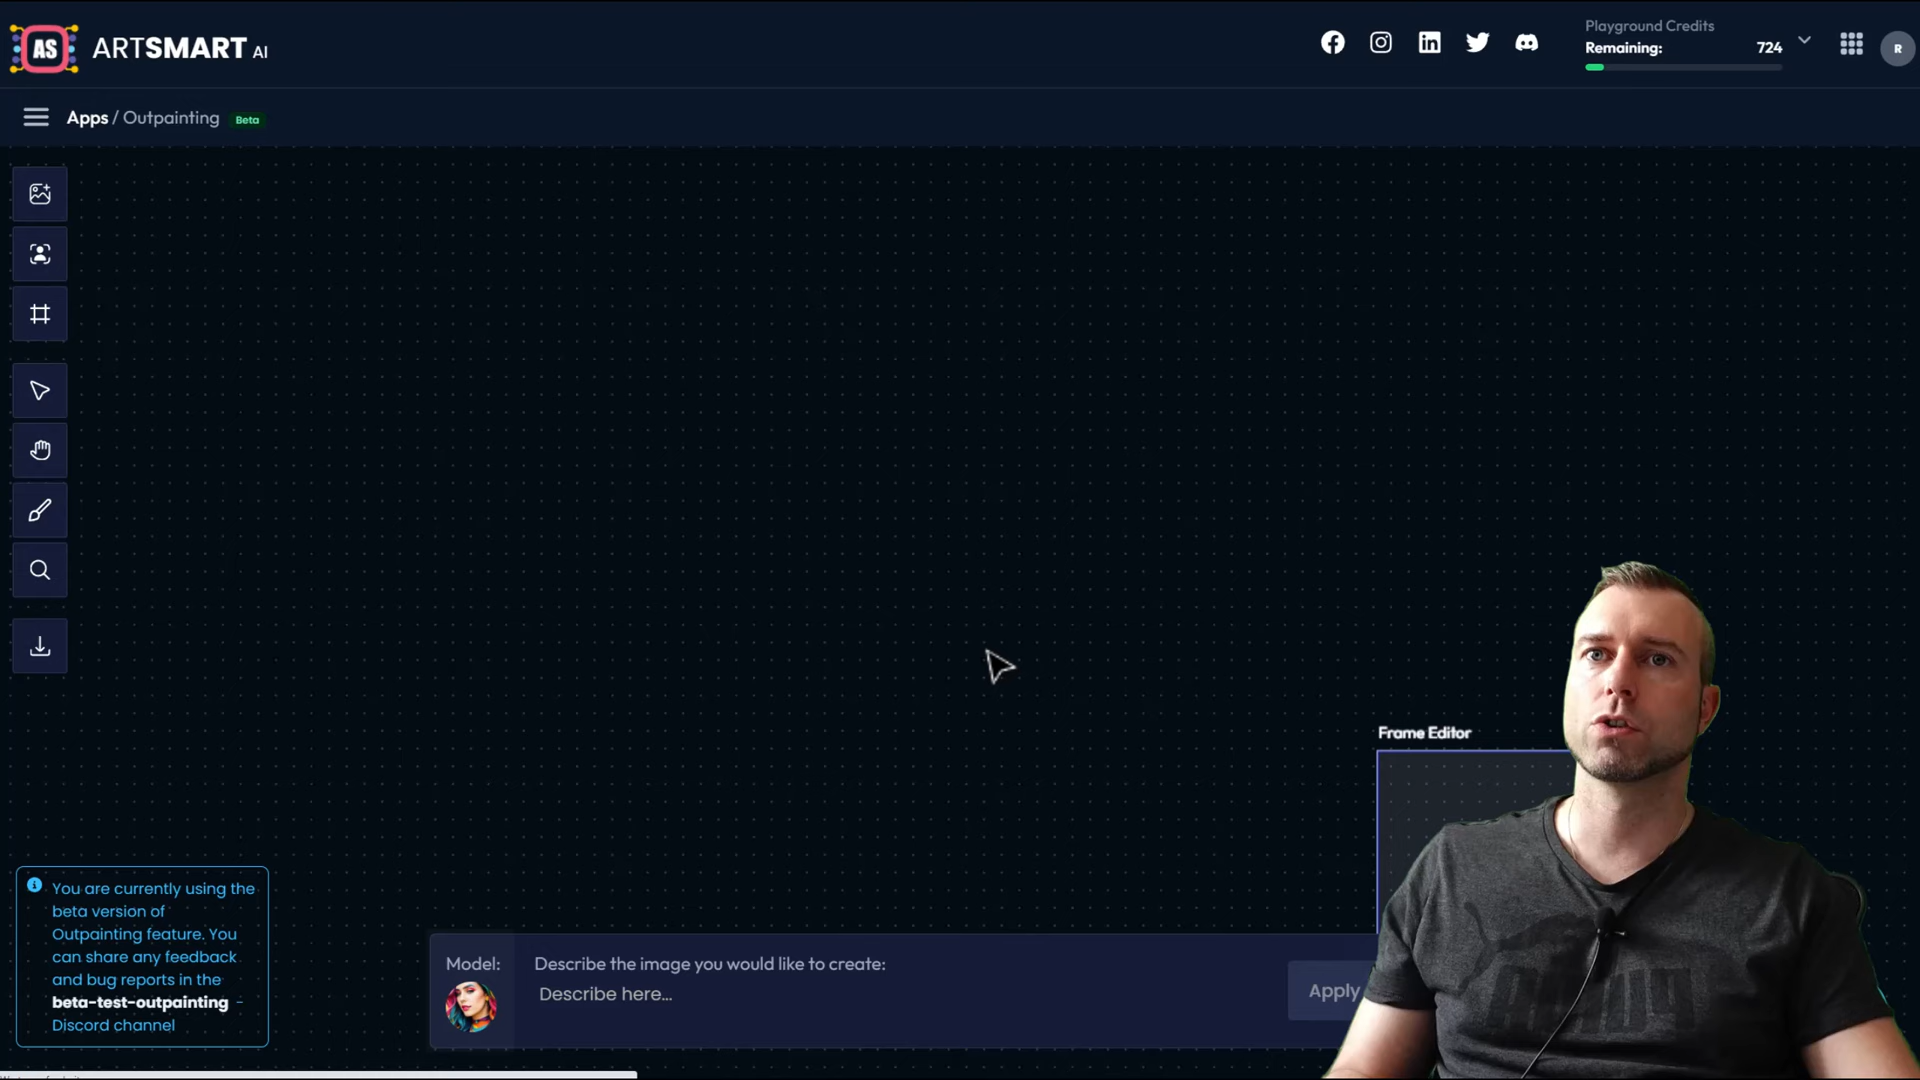 AS ARTSMART AI
Playground Credits
Remaining: 724
R
Apps / Outpainting Beta
Frame Editor
You are currently using the
beta version of
Outpainting feature. You
can share any feedback
and bug reports in the
beta-test-outpainting -
Discord channel
Model:
Describe the image you would like to create:
Describe here...
Apply